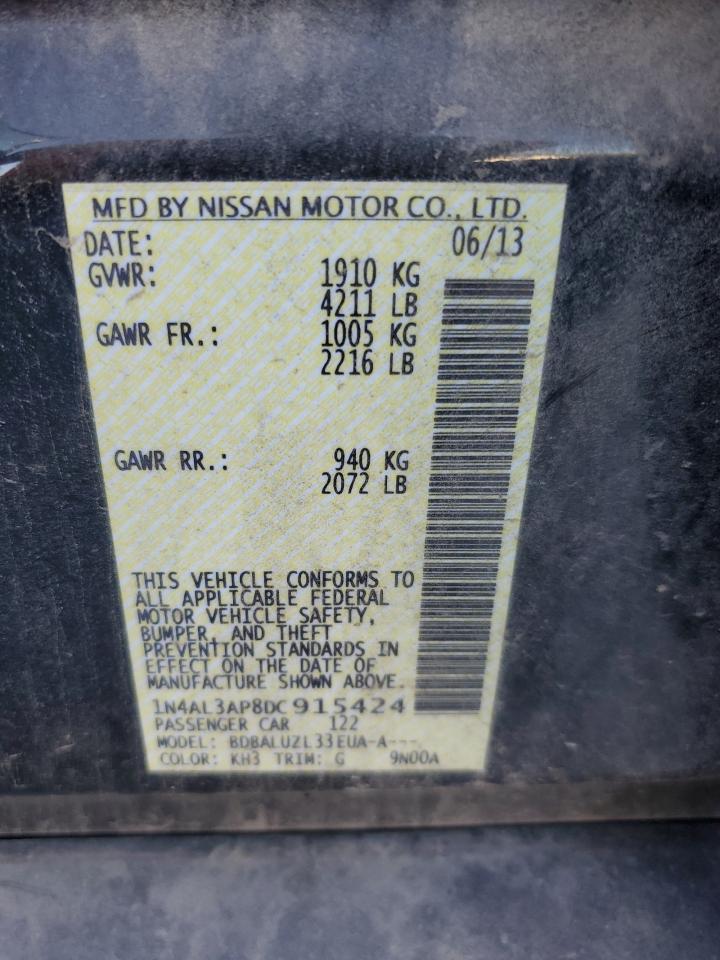 MFD BY NISSAN MOTOR CO., LTD.
DATE: 06/13
GVWR: 1910 KG
4211 LB
GAWR FR.: 1005 KG
2216 LB
GAWR RR.: 940 KG
2072 LB
THIS VEHICLE CONFORMS TO
ALL APPLICABLE FEDERAL
MOTOR VEHICLE SAFETY,
BUMPER, AND THEFT
PREVENTION STANDARDS IN
EFFECT ON THE DATE OF
MANUFACTURE SHOWN ABOVE.
1N4AL3AP8DC915424
PASSENGER CAR 122
MODEL: BDBALUZL33EUA-A---
COLOR: KH3 TRIM: G 9N00A